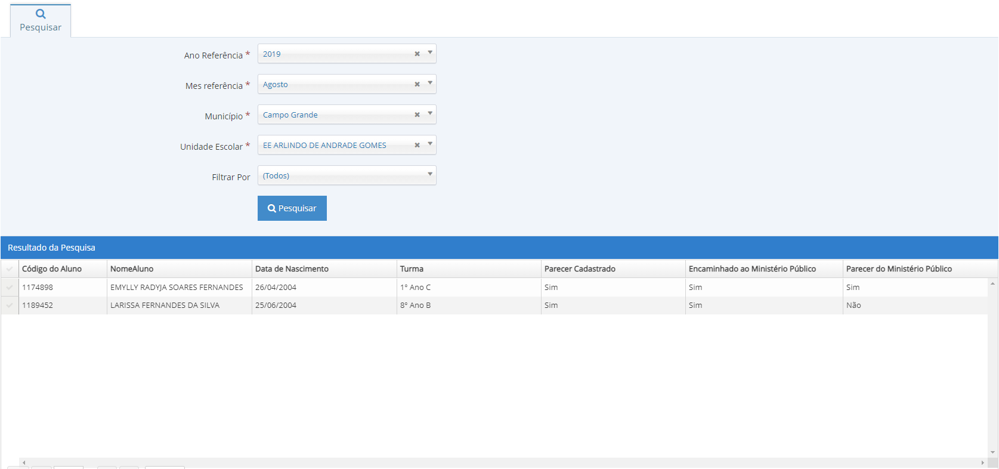 Pesquisar
Ano Referência *
2019
Mes referência *
Agosto
Município *
Campo Grande
Unidade Escolar *
EE ARLINDO DE ANDRADE GOMES
Filtrar Por
(Todos)
Pesquisar
Resultado da Pesquisa
Código do Aluno NomeAluno Data de Nascimento Turma Parecer Cadastrado Encaminhado ao Ministério Público Parecer do Ministério Público
1174898 EMYLLY RADYJA SOARES FERNANDES 26/04/2004 1º Ano C Sim Sim Sim
1189452 LARISSA FERNANDES DA SILVA 25/06/2004 8º Ano B Sim Sim Não